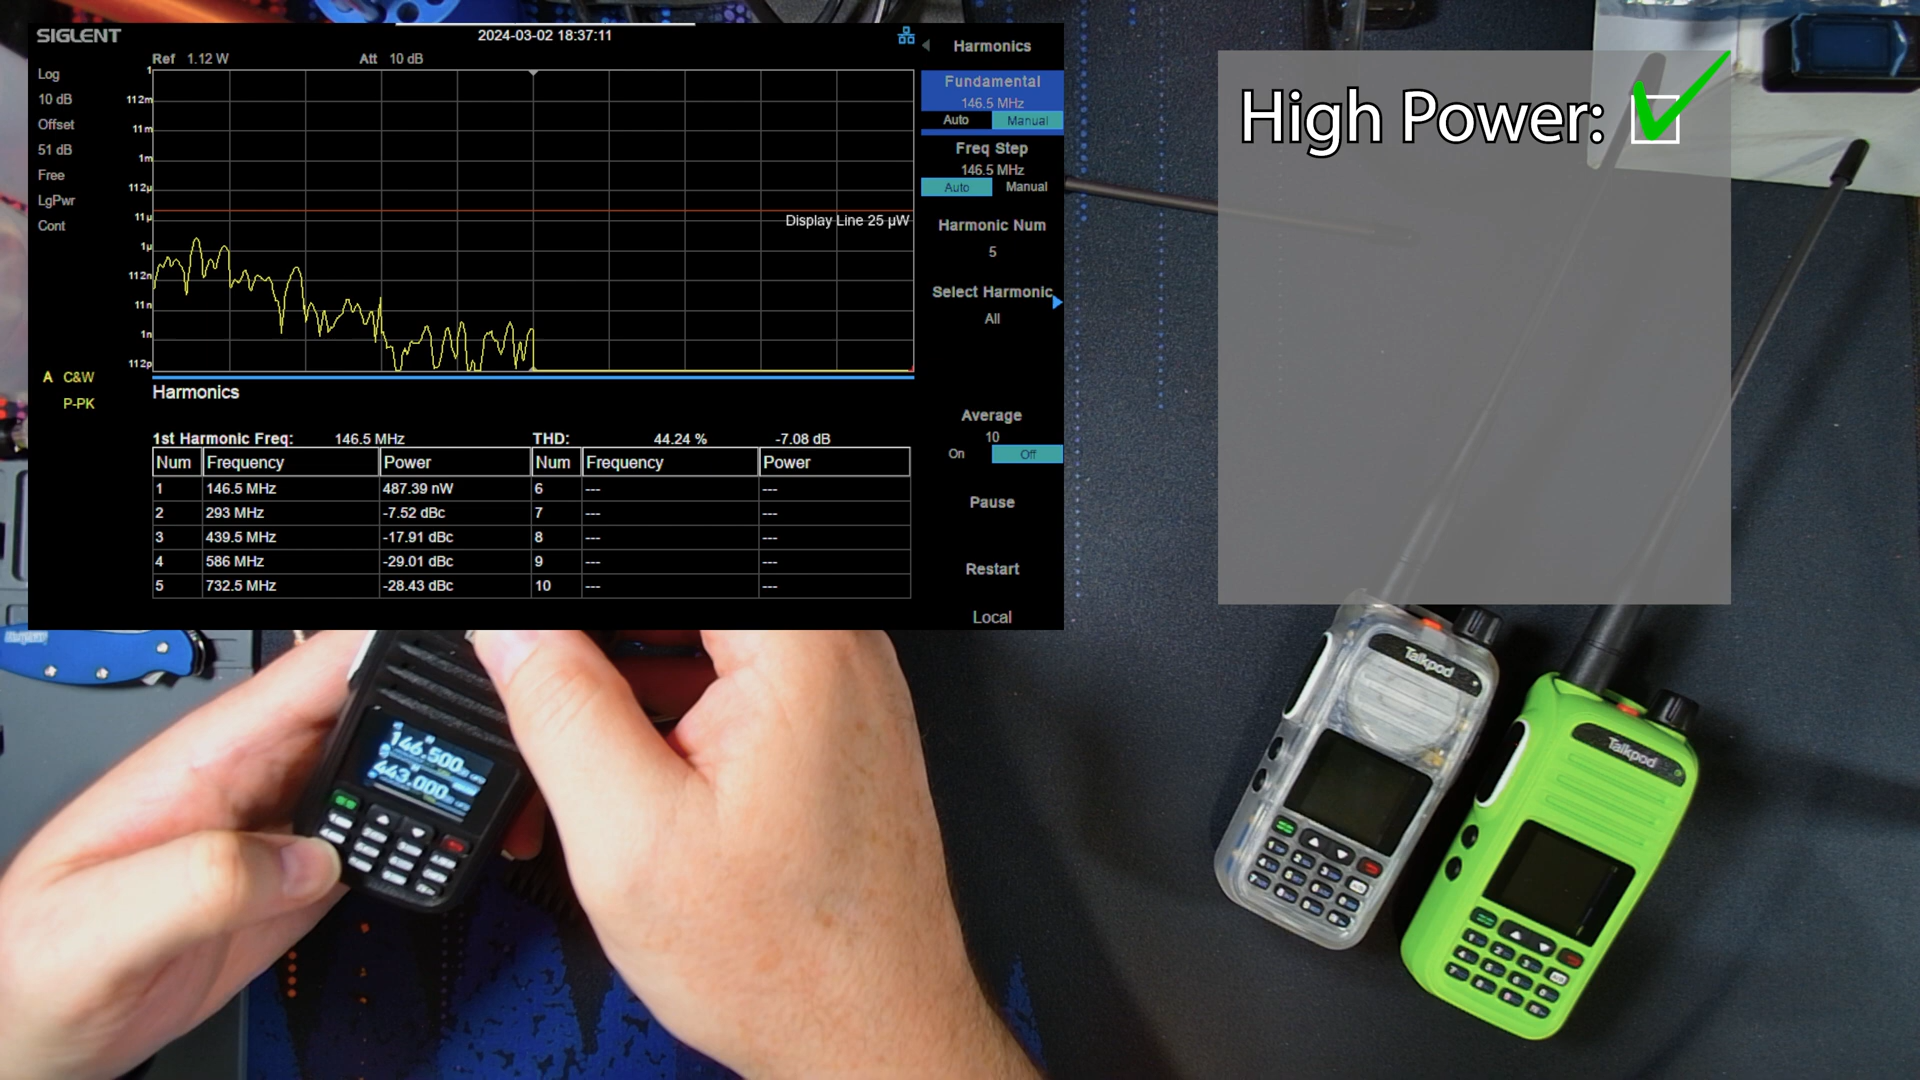 SIGLENT
2024-03-02 18:37:11
Ref 1.12 W
Att 10 dB
Log
10 dB
Offset
51 dB
Free
LgPwr
Cont
1
112m
11m
1m
112µ
11µ
1µ
112n
11n
1n
112p
Display Line 25 µW
A C&W
P-PK
Harmonics
1st Harmonic Freq: 146.5 MHz THD: 44.24 % -7.08 dB
Num Frequency Power Num Frequency Power
1 146.5 MHz 487.39 nW 6 --- ---
2 293 MHz -7.52 dBc 7 --- ---
3 439.5 MHz -17.91 dBc 8 --- ---
4 586 MHz -29.01 dBc 9 --- ---
5 732.5 MHz -28.43 dBc 10 --- ---
Harmonics
Fundamental
146.5 MHz
Auto Manual
Freq Step
146.5 MHz
Auto Manual
Harmonic Num
5
Select Harmonic
All
Average
10
On Off
Pause
Restart
Local
High Power:
146.500
443.000
Talkpod
Talkpod